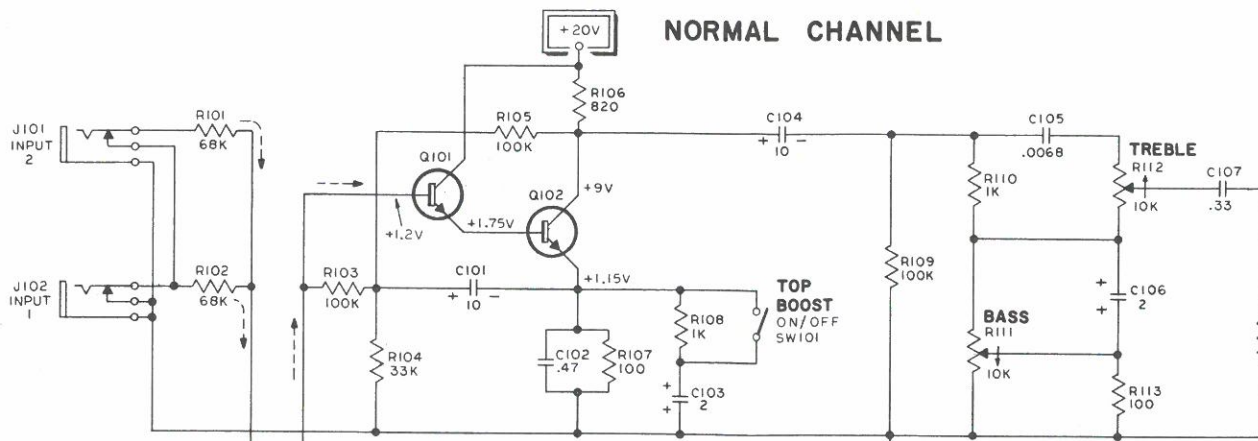 NORMAL CHANNEL
+20V
R106
820
R105
100K
C104
+ 10 -
C105
.0068
TREBLE
R112
10K
C107
.33
R110
1K
J101
INPUT
2
R101
68K
Q101
Q102
+9V
+1.75V
+1.2V
+1.15V
J102
INPUT
1
R102
68K
R103
100K
C101
+ 10 -
R104
33K
C102
.47
R107
100
R108
1K
TOP
BOOST
ON/OFF
SW101
+
+
C103
2
R109
100K
BASS
R111
10K
+
+
C106
2
R113
100